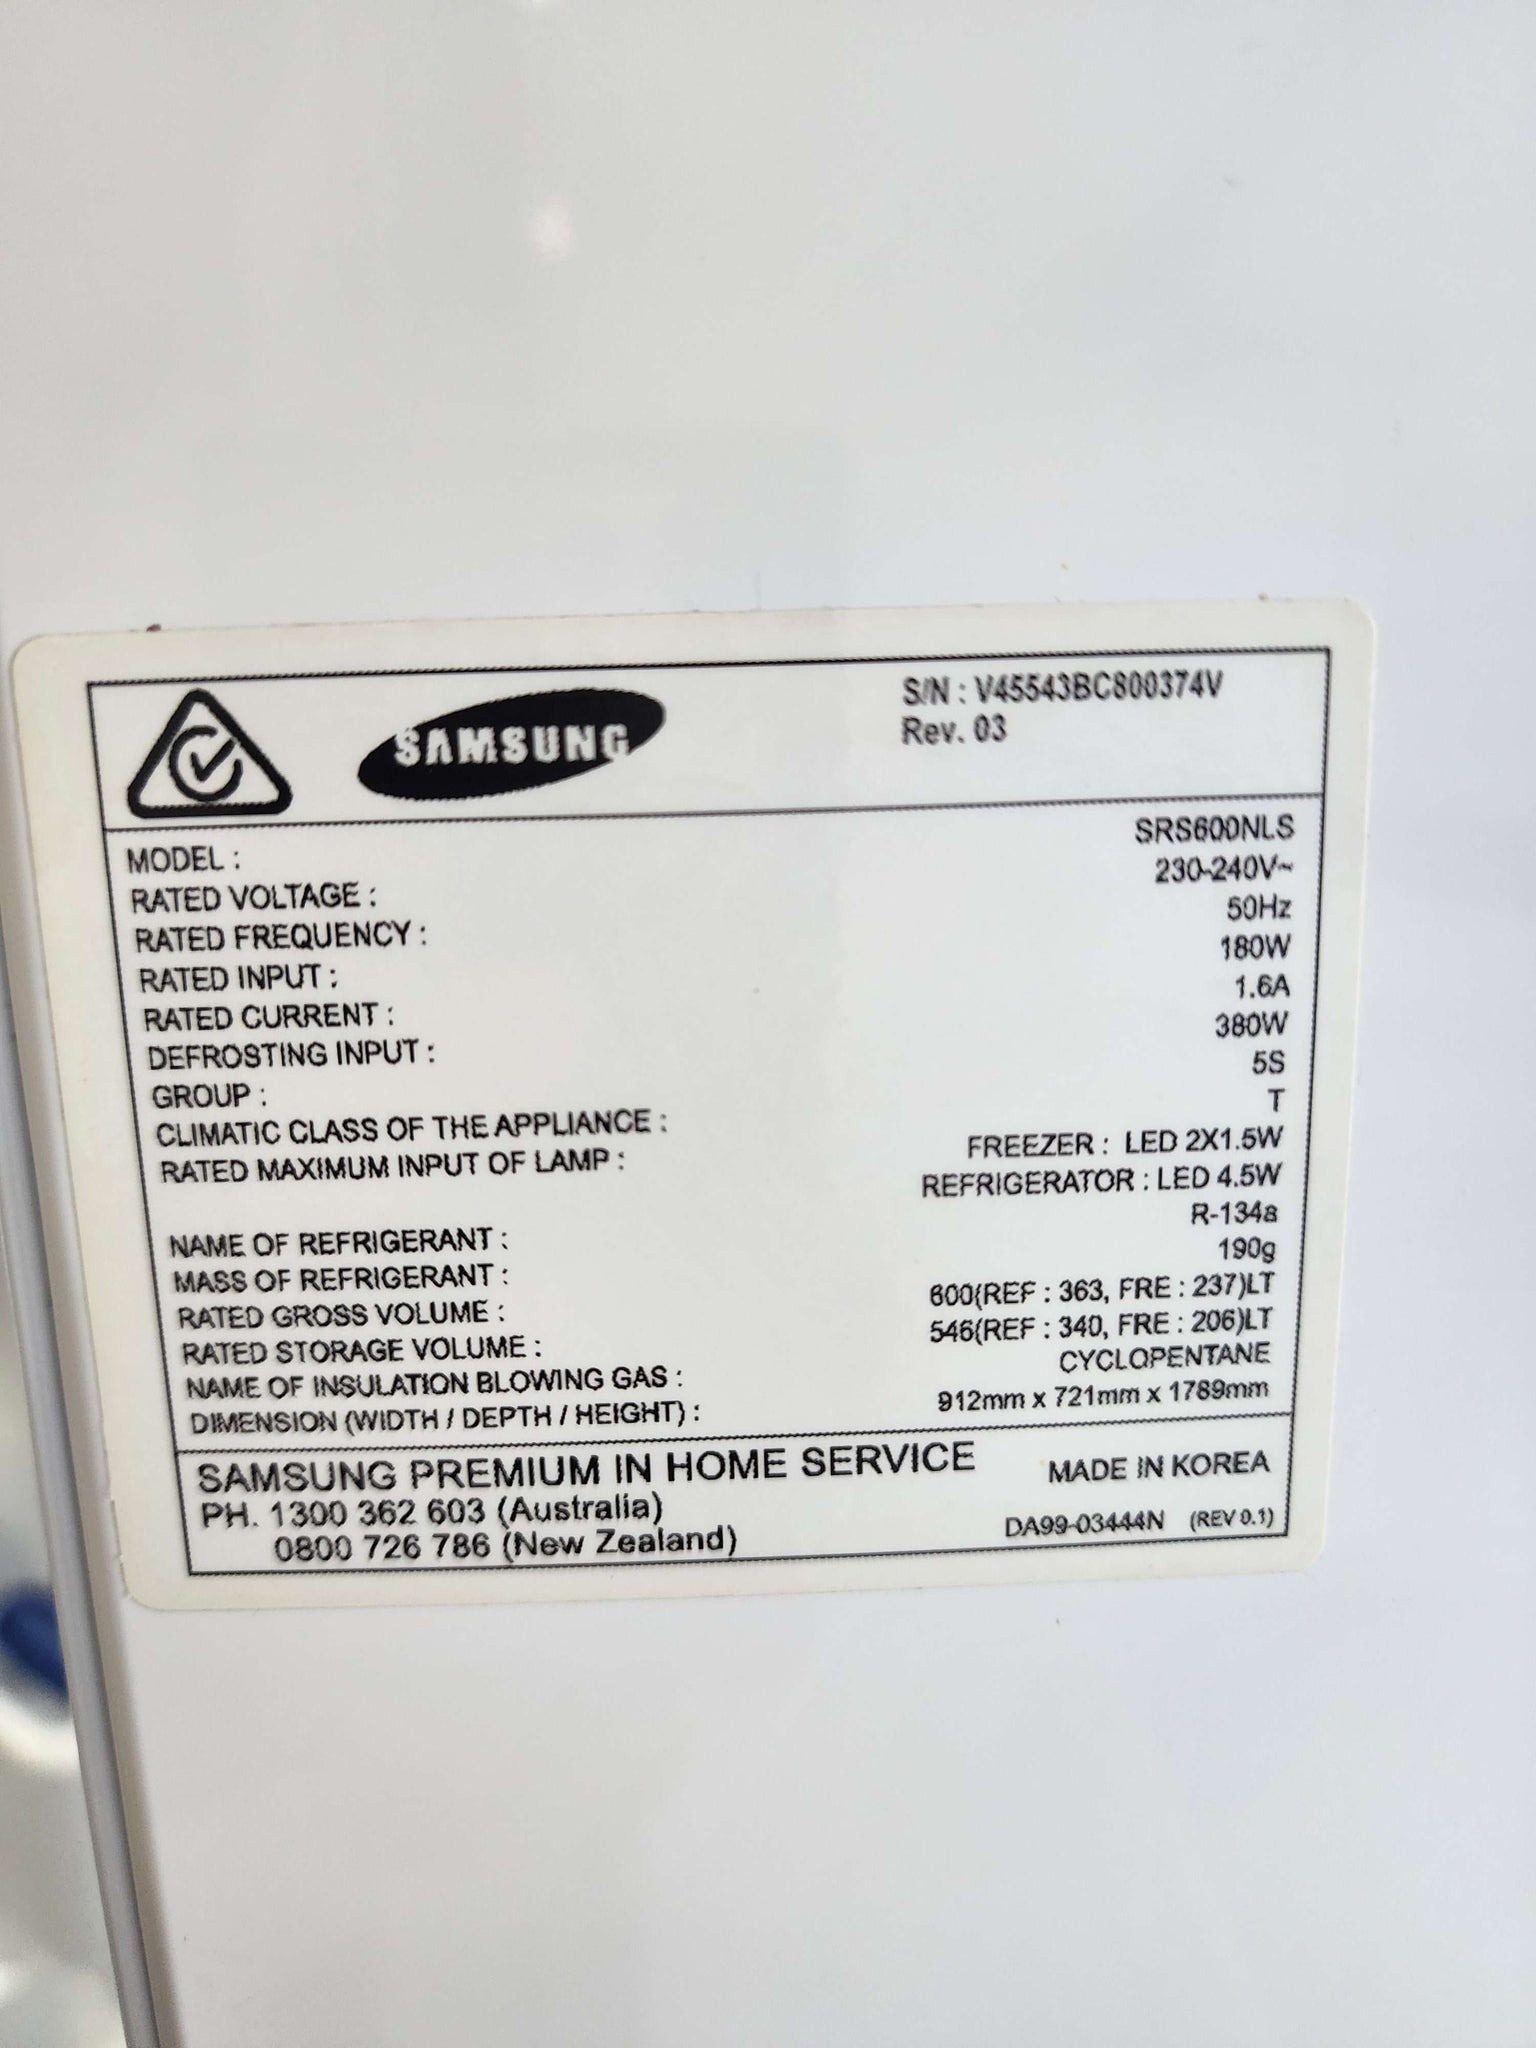 SAMSUNG
S/N : V45543BC800374V
Rev. 03
MODEL : SRS600NLS
RATED VOLTAGE : 230-240V~
RATED FREQUENCY : 50Hz
RATED INPUT : 180W
RATED CURRENT : 1.6A
DEFROSTING INPUT : 380W
GROUP : 5S
CLIMATIC CLASS OF THE APPLIANCE : T
RATED MAXIMUM INPUT OF LAMP : FREEZER : LED 2X1.5W
REFRIGERATOR : LED 4.5W
NAME OF REFRIGERANT : R-134a
MASS OF REFRIGERANT : 190g
RATED GROSS VOLUME : 600(REF : 363, FRE : 237)LT
RATED STORAGE VOLUME : 546(REF : 340, FRE : 206)LT
NAME OF INSULATION BLOWING GAS : CYCLOPENTANE
DIMENSION (WIDTH / DEPTH / HEIGHT) : 912mm x 721mm x 1789mm
SAMSUNG PREMIUM IN HOME SERVICE
PH. 1300 362 603 (Australia)
0800 726 786 (New Zealand)
MADE IN KOREA
DA99-03444N (REV 0.1)